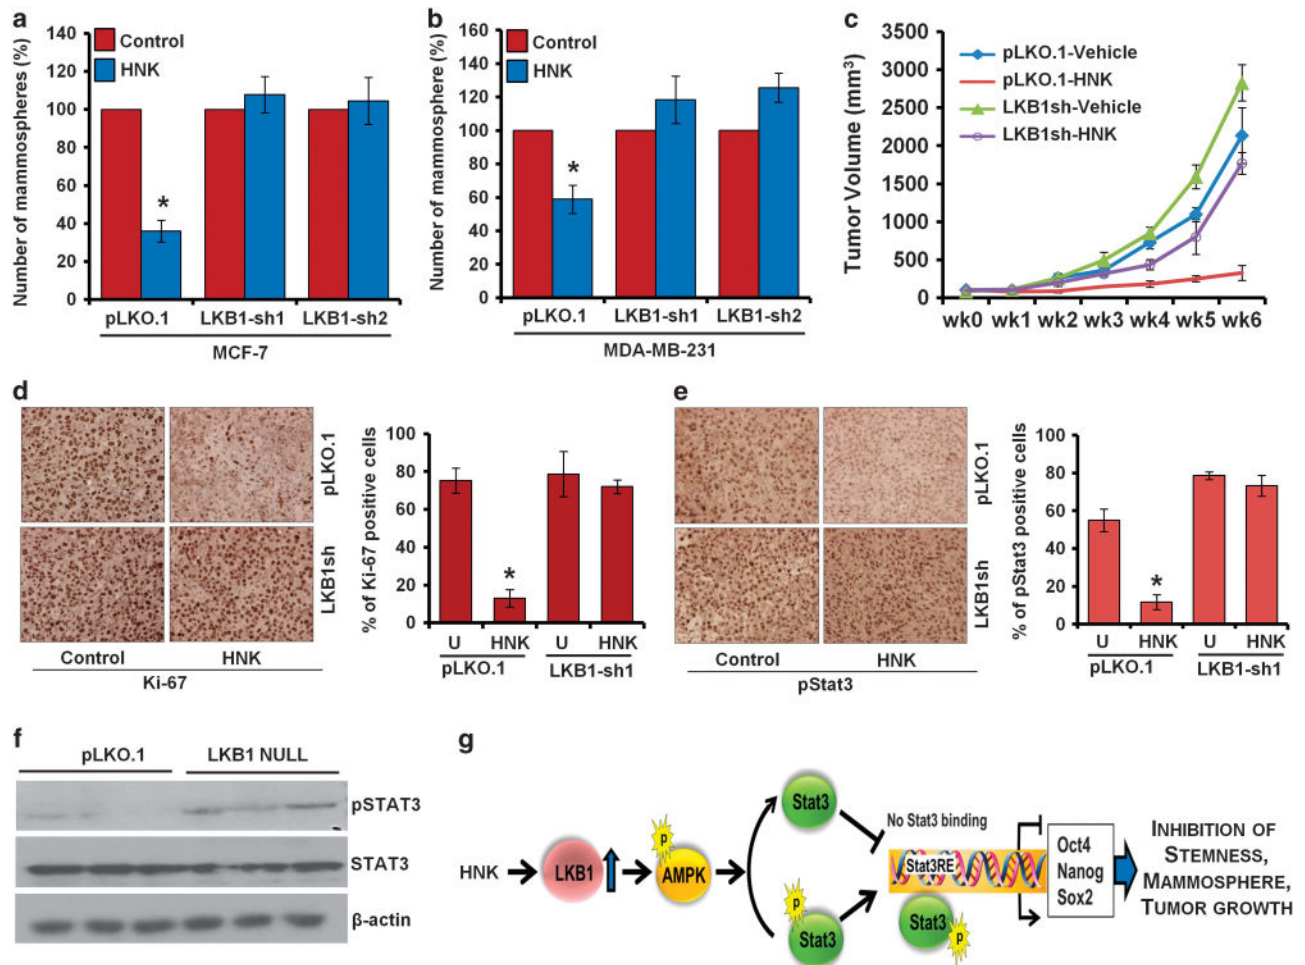 a
Number of mammospheres (%)
140
120
100
80
60
40
20
0
Control
HNK
*
pLKO.1
LKB1-sh1
LKB1-sh2
MCF-7
b
Number of mammosphere (%)
160
140
120
100
80
60
40
20
0
Control
HNK
*
pLKO.1
LKB1-sh1
LKB1-sh2
MDA-MB-231
c
Tumor Volume (mm³)
3500
3000
2500
2000
1500
1000
500
0
pLKO.1-Vehicle
pLKO.1-HNK
LKB1sh-Vehicle
LKB1sh-HNK
wk0 wk1 wk2 wk3 wk4 wk5 wk6
d
pLKO.1
LKB1sh
Control
HNK
Ki-67
% of Ki-67 positive cells
100
80
60
40
20
0
*
U HNK U HNK
pLKO.1
LKB1-sh1
e
pLKO.1
LKB1sh
Control
HNK
pStat3
% of pStat3 positive cells
100
80
60
40
20
0
*
U HNK U HNK
pLKO.1
LKB1-sh1
f
pLKO.1
LKB1 NULL
pSTAT3
STAT3
β-actin
g
HNK
LKB1
P
AMPK
Stat3
P
Stat3
No Stat3 binding
Stat3RE
Stat3
P
Oct4
Nanog
Sox2
INHIBITION OF
STEMNESS,
MAMMOSPHERE,
TUMOR GROWTH